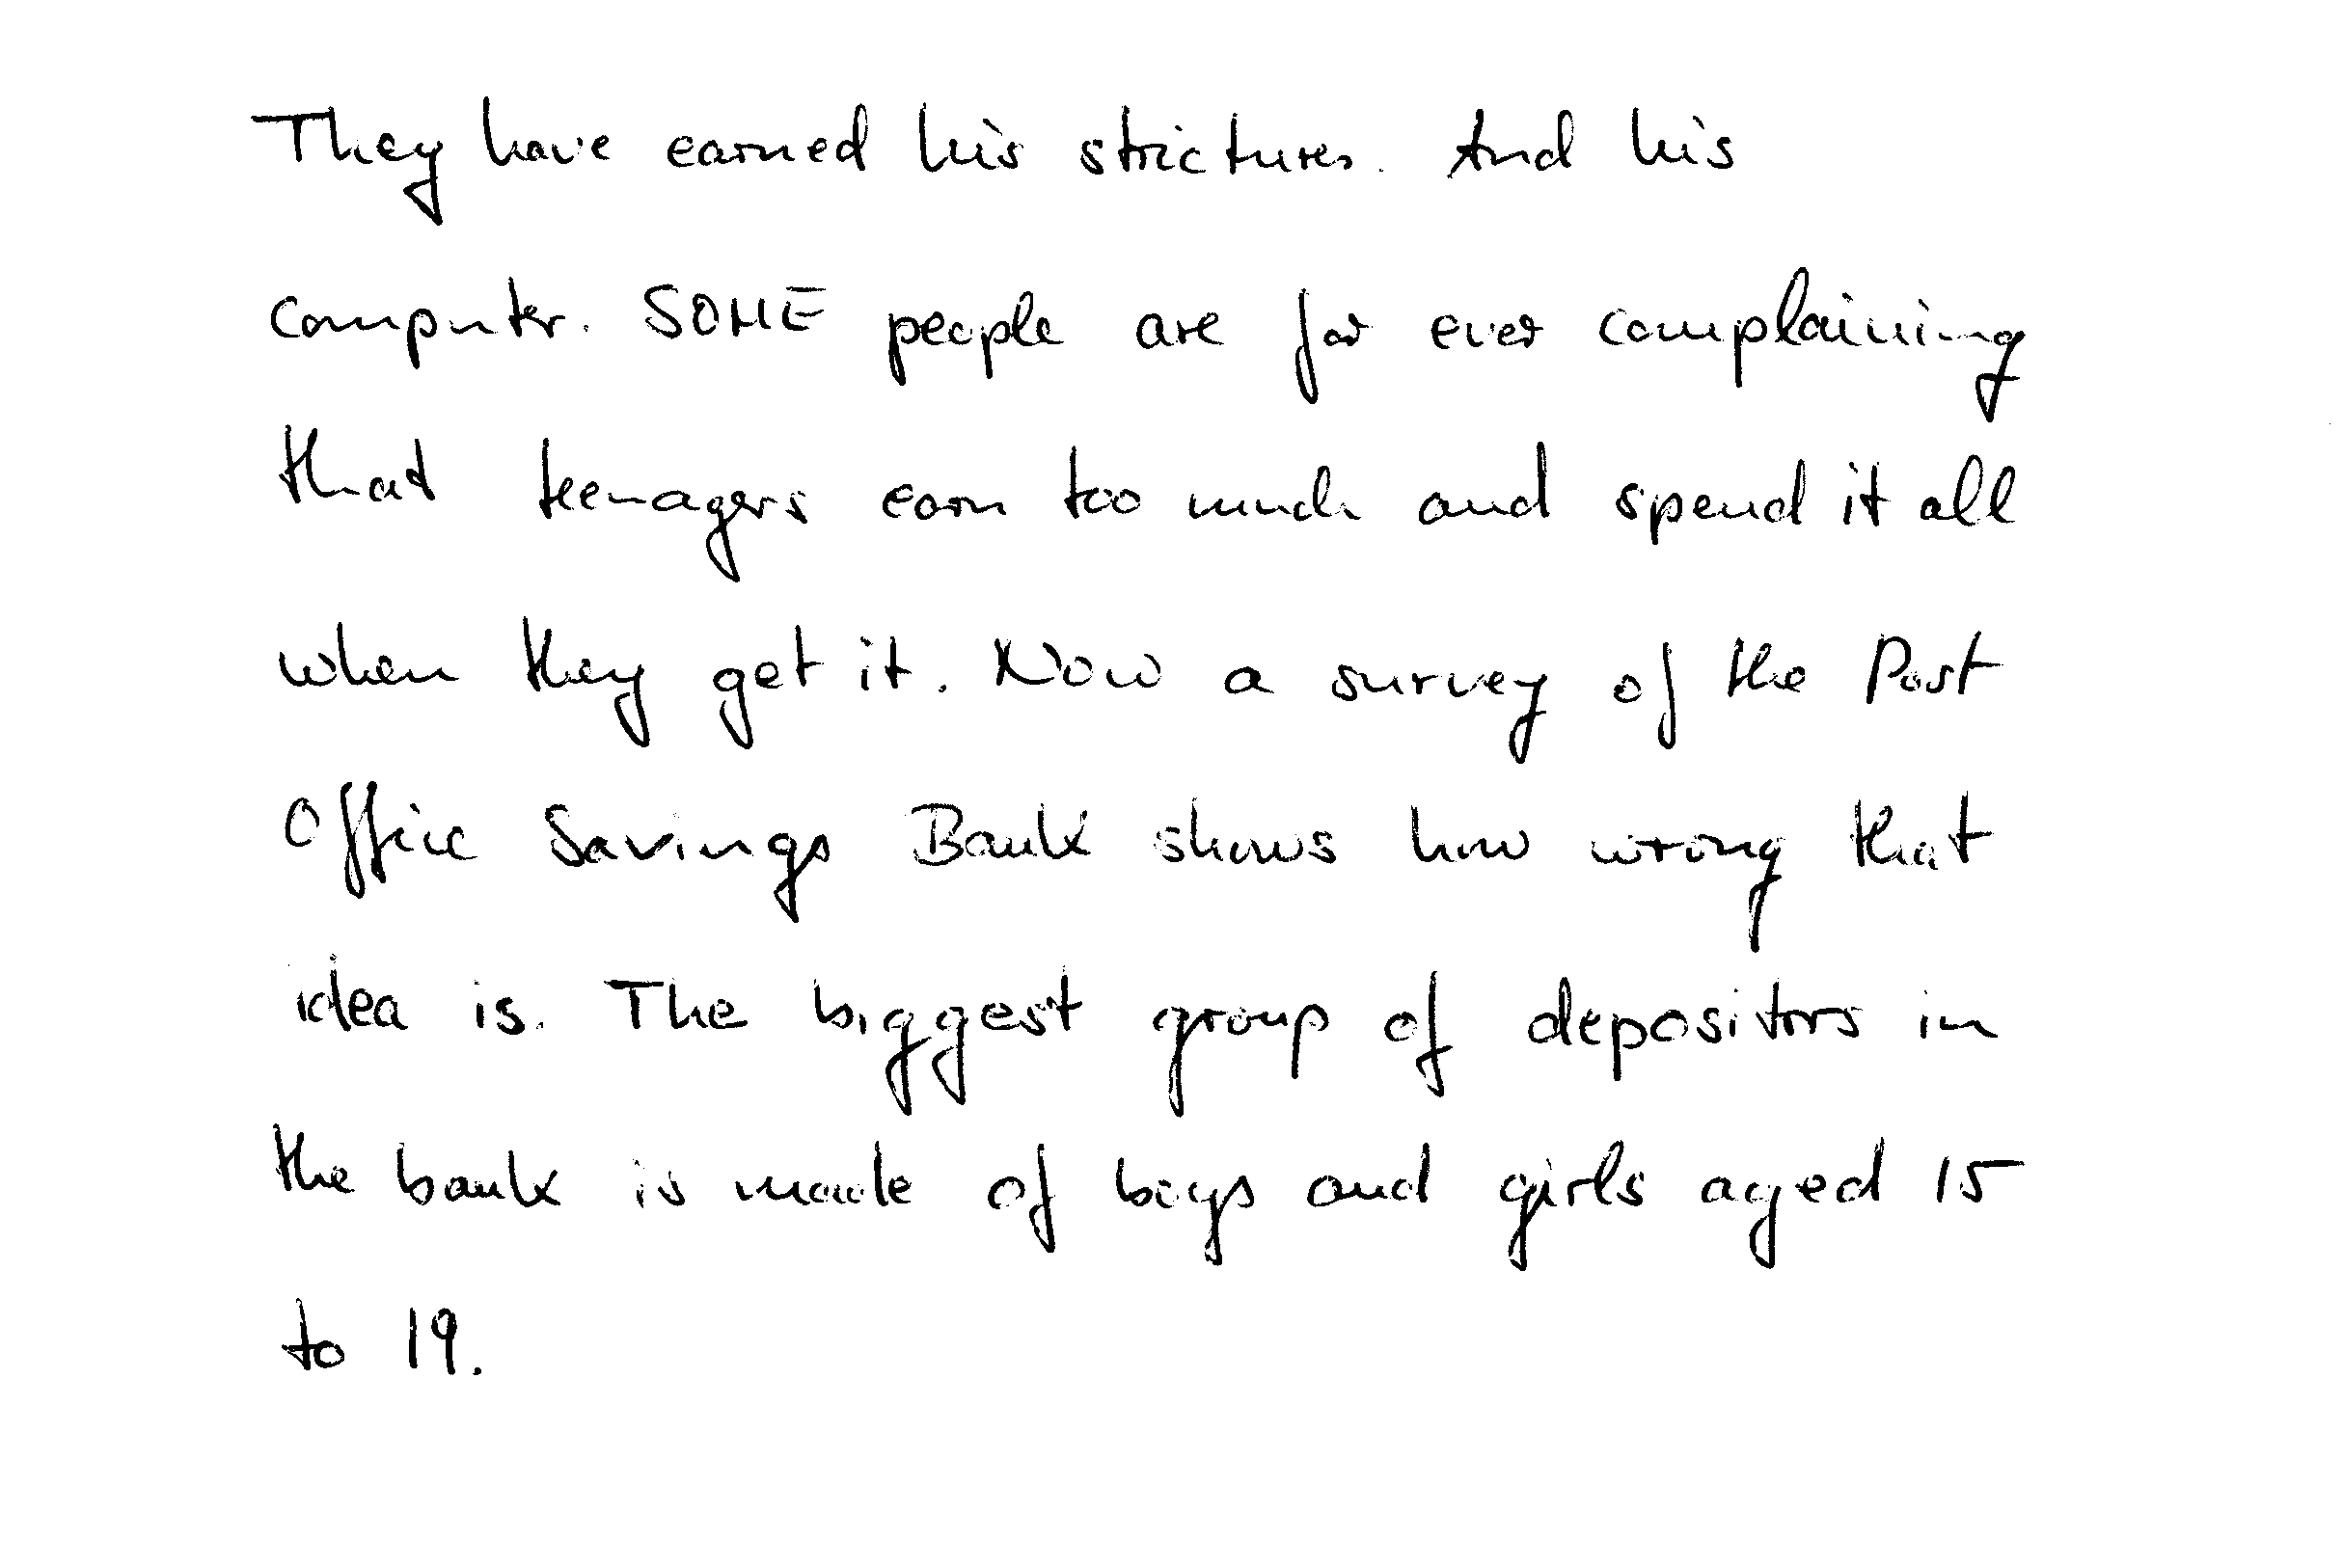 They have earned his strictures. And his
computer. SOME people are for ever complaining
that teenagers earn too much and spend it all
when they get it. Now a survey of the Post
Office Savings Bank shows how wrong that
idea is. The biggest group of depositors in
the bank is made of boys and girls aged 15
to 19.